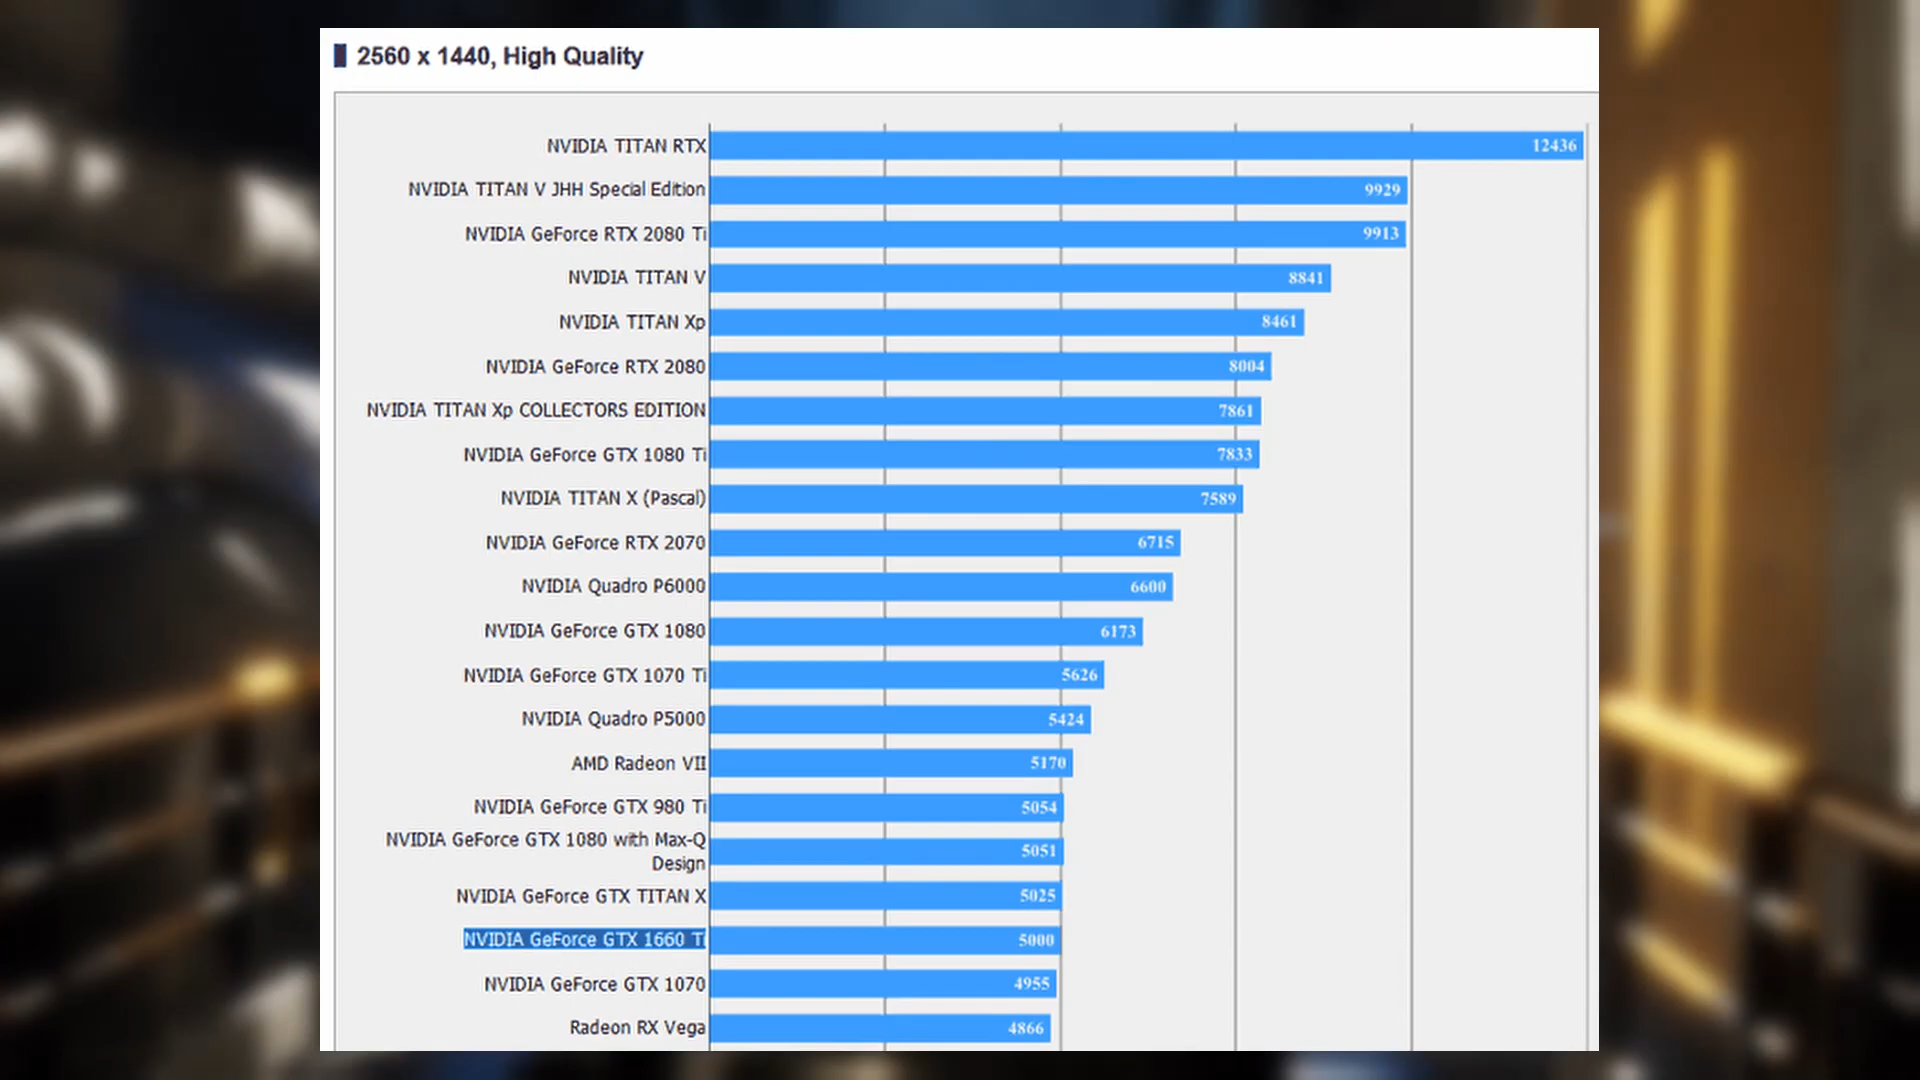 2560 x 1440, High Quality
NVIDIA TITAN RTX 12436
NVIDIA TITAN V JHH Special Edition 9929
NVIDIA GeForce RTX 2080 Ti 9913
NVIDIA TITAN V 8841
NVIDIA TITAN Xp 8461
NVIDIA GeForce RTX 2080 8004
NVIDIA TITAN Xp COLLECTORS EDITION 7861
NVIDIA GeForce GTX 1080 Ti 7833
NVIDIA TITAN X (Pascal) 7589
NVIDIA GeForce RTX 2070 6715
NVIDIA Quadro P6000 6600
NVIDIA GeForce GTX 1080 6173
NVIDIA GeForce GTX 1070 Ti 5626
NVIDIA Quadro P5000 5424
AMD Radeon VII 5170
NVIDIA GeForce GTX 980 Ti 5054
NVIDIA GeForce GTX 1080 with Max-Q
Design 5051
NVIDIA GeForce GTX TITAN X 5025
NVIDIA GeForce GTX 1660 Ti 5000
NVIDIA GeForce GTX 1070 4955
Radeon RX Vega 4866